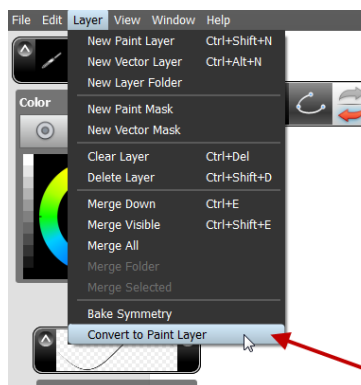 File Edit Layer View Window Help
New Paint Layer Ctrl+Shift+N
New Vector Layer Ctrl+Alt+N
New Layer Folder
Color
New Paint Mask
New Vector Mask
Clear Layer Ctrl+Del
Delete Layer Ctrl+Shift+D
Merge Down Ctrl+E
Merge Visible Ctrl+Shift+E
Merge All
Merge Folder
Merge Selected
Bake Symmetry
Convert to Paint Layer